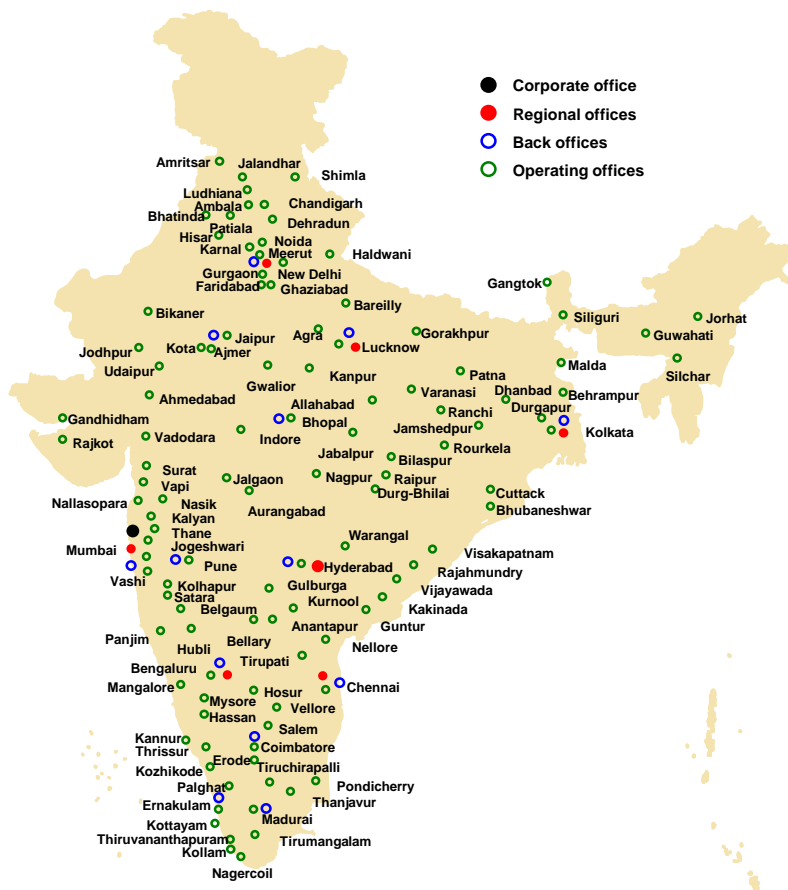 Corporate office
Regional offices
Back offices
Operating offices
Amritsar
Jalandhar
Shimla
Ludhiana
Ambala
Chandigarh
Bhatinda
Patiala
Dehradun
Hisar
Noida
Karnal
Meerut
Haldwani
Gurgaon
New Delhi
Faridabad
Ghaziabad
Gangtok
Bareilly
Bikaner
Siliguri
Jorhat
Guwahati
Jaipur
Agra
Gorakhpur
Jodhpur
Kota
Ajmer
Lucknow
Silchar
Udaipur
Gwalior
Kanpur
Patna
Malda
Ahmedabad
Allahabad
Varanasi
Dhanbad
Behrampur
Gandhidham
Bhopal
Ranchi
Durgapur
Rajkot
Vadodara
Indore
Jamshedpur
Kolkata
Jabalpur
Rourkela
Bilaspur
Surat
Jalgaon
Nagpur
Raipur
Vapi
Nallasopara
Nasik
Aurangabad
Durg-Bhilai
Cuttack
Bhubaneshwar
Kalyan
Thane
Warangal
Mumbai
Jogeshwari
Visakapatnam
Pune
Hyderabad
Rajahmundry
Vashi
Kolhapur
Gulburga
Vijayawada
Satara
Kurnool
Kakinada
Belgaum
Anantapur
Guntur
Panjim
Hubli
Bellary
Nellore
Tirupati
Bengaluru
Mangalore
Hosur
Chennai
Mysore
Vellore
Hassan
Salem
Kannur
Thrissur
Coimbatore
Erode
Kozhikode
Tiruchirapalli
Palghat
Pondicherry
Ernakulam
Thanjavur
Kottayam
Madurai
Thiruvananthapuram
Tirumangalam
Kollam
Nagercoil